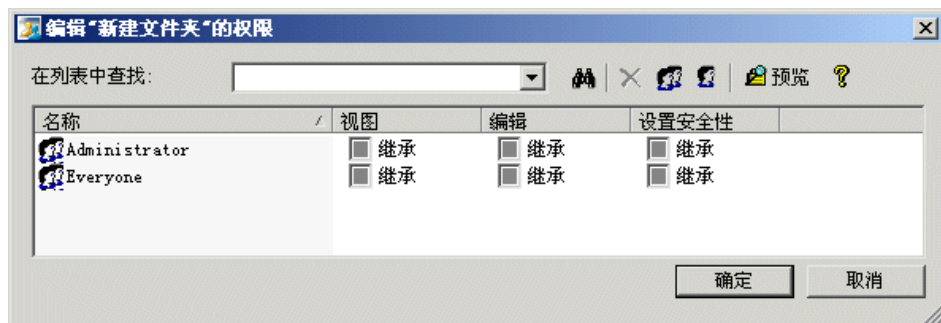 编辑“新建文件夹”的权限
在列表中查找: 预览
名称 视图 编辑 设置安全性
Administrator 继承 继承 继承
Everyone 继承 继承 继承
确定 取消